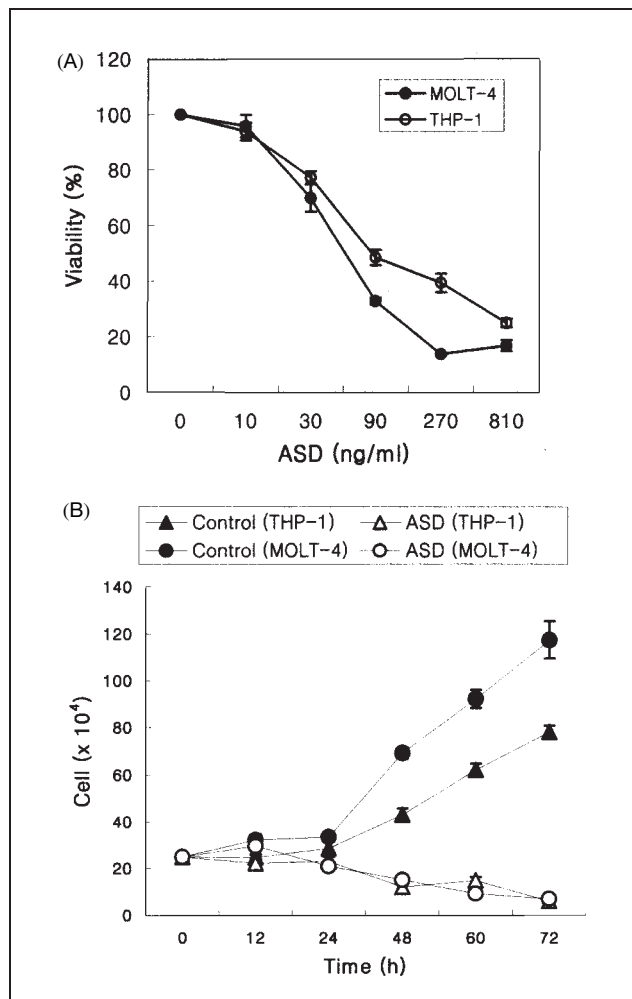 (A)
120
100
80
60
40
20
0
Viability (%)
MOLT-4
THP-1
0 10 30 90 270 810
ASD (ng/ml)
(B)
Control (THP-1) ASD (THP-1)
Control (MOLT-4) ASD (MOLT-4)
140
120
100
80
60
40
20
0
Cell (x 10⁴)
0 12 24 48 60 72
Time (h)